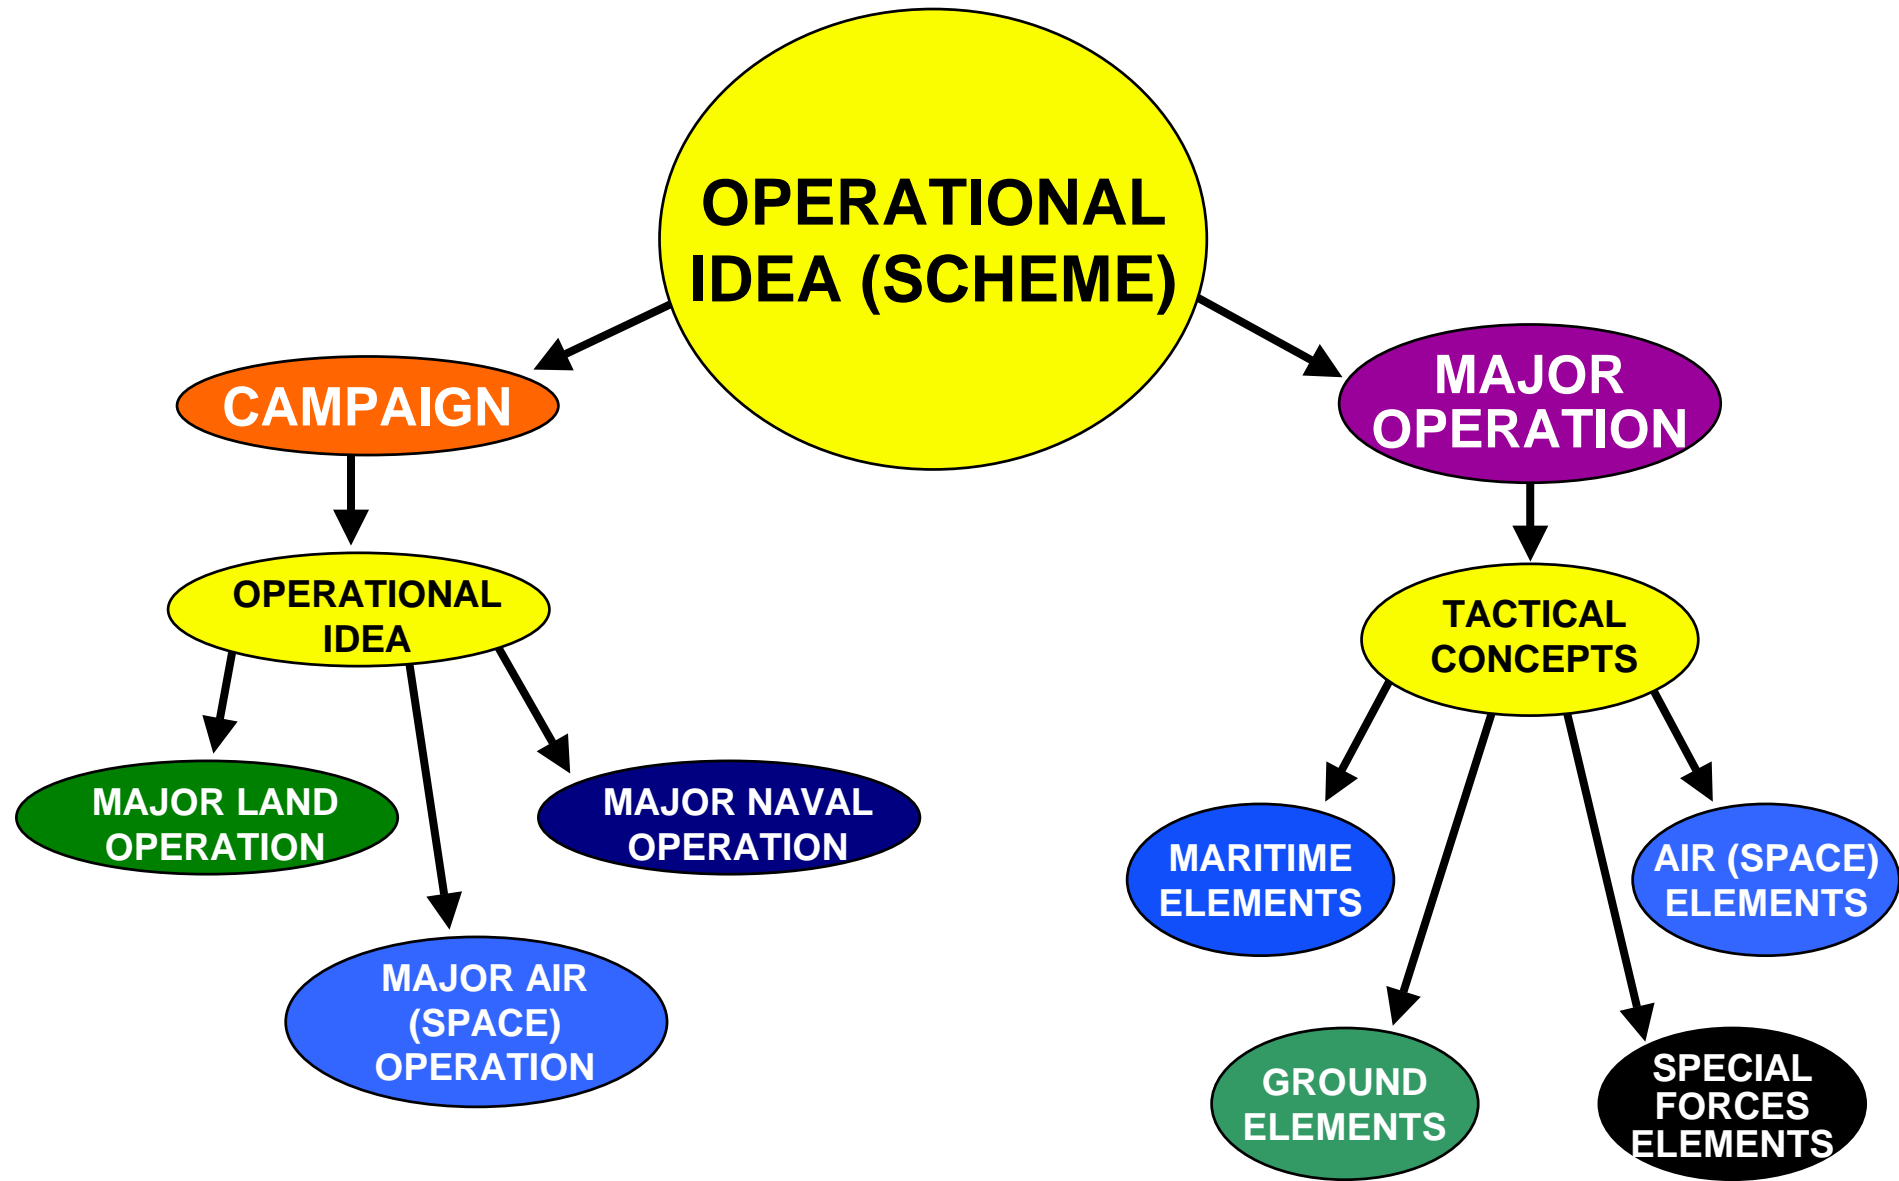 OPERATIONAL
IDEA (SCHEME)
CAMPAIGN
MAJOR
OPERATION
OPERATIONAL
IDEA
TACTICAL
CONCEPTS
MAJOR LAND
OPERATION
MAJOR NAVAL
OPERATION
MARITIME
ELEMENTS
AIR (SPACE)
ELEMENTS
MAJOR AIR
(SPACE)
OPERATION
GROUND
ELEMENTS
SPECIAL
FORCES
ELEMENTS